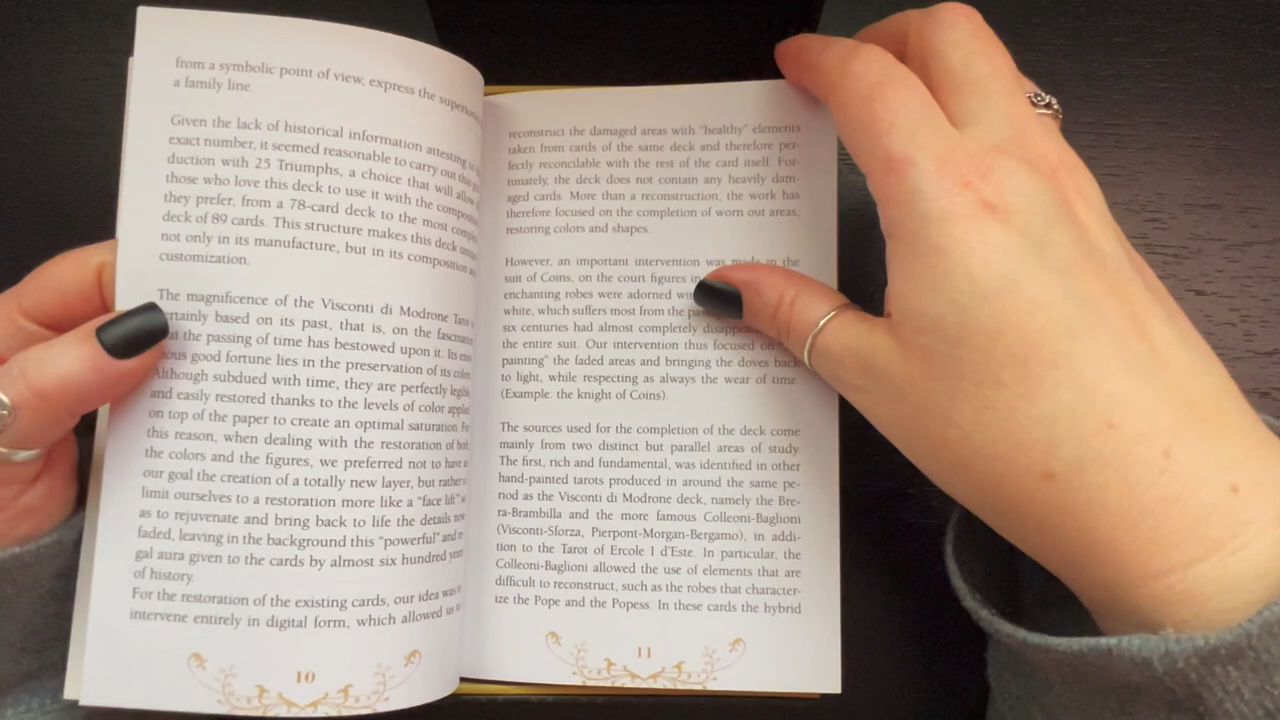 from a symbolic point of view, express the
a family line.
Given the lack of historical information attesting
exact number, it seemed reasonable to carry out this
duction with 25 Triumphs, a choice that will allow
those who love this deck to use it with the
they prefer, from a 78-card deck to the most
deck of 89 cards. This structure makes this deck
not only in its manufacture, but in its composition
customization.
The magnificence of the Visconti di Modrone
based on its past, that is, on the
the passing of time has bestowed upon it. Its
good fortune lies in the preservation of its
Although subdued with time, they are perfectly
and easily restored thanks to the levels of color
on top of the paper to create an optimal saturation. For
this reason, when dealing with the restoration of both
the colors and the figures, we preferred not to have
our goal the creation of a totally new layer, but rather
limit ourselves to a restoration more like a "face lift"
as to rejuvenate and bring back to life the details now
faded, leaving in the background this "powerful" and
gal aura given to the cards by almost six hundred years
of history.
For the restoration of the existing cards, our idea was
intervene entirely in digital form, which allowed us
10
reconstruct the damaged areas with "healthy" elements
taken from cards of the same deck and therefore per-
fectly reconcilable with the rest of the card itself. For-
tunately, the deck does not contain any heavily dam-
aged cards. More than a reconstruction, the work has
therefore focused on the completion of worn out areas,
restoring colors and shapes.
However, an important intervention was made in the
suit of Coins, on the court figures in
enchanting robes were adorned
white, which suffers most from the
six centuries had almost completely
the entire suit. Our intervention thus focused on
painting" the faded areas and bringing the doves back
to light, while respecting as always the wear of time.
(Example: the knight of Coins)
The sources used for the completion of the deck come
mainly from two distinct but parallel areas of study.
The first, rich and fundamental, was identified in other
hand-painted tarots produced in around the same pe-
riod as the Visconti di Modrone deck, namely the Bre-
ra-Brambilla and the more famous Colleoni-Baglioni
(Visconti-Sforza, Pierpont-Morgan-Bergamo), in addi-
tion to the Tarot of Ercole I d'Este. In particular, the
Colleoni-Baglioni allowed the use of elements that are
difficult to reconstruct, such as the robes that character-
ize the Pope and the Popess. In these cards the hybrid
11